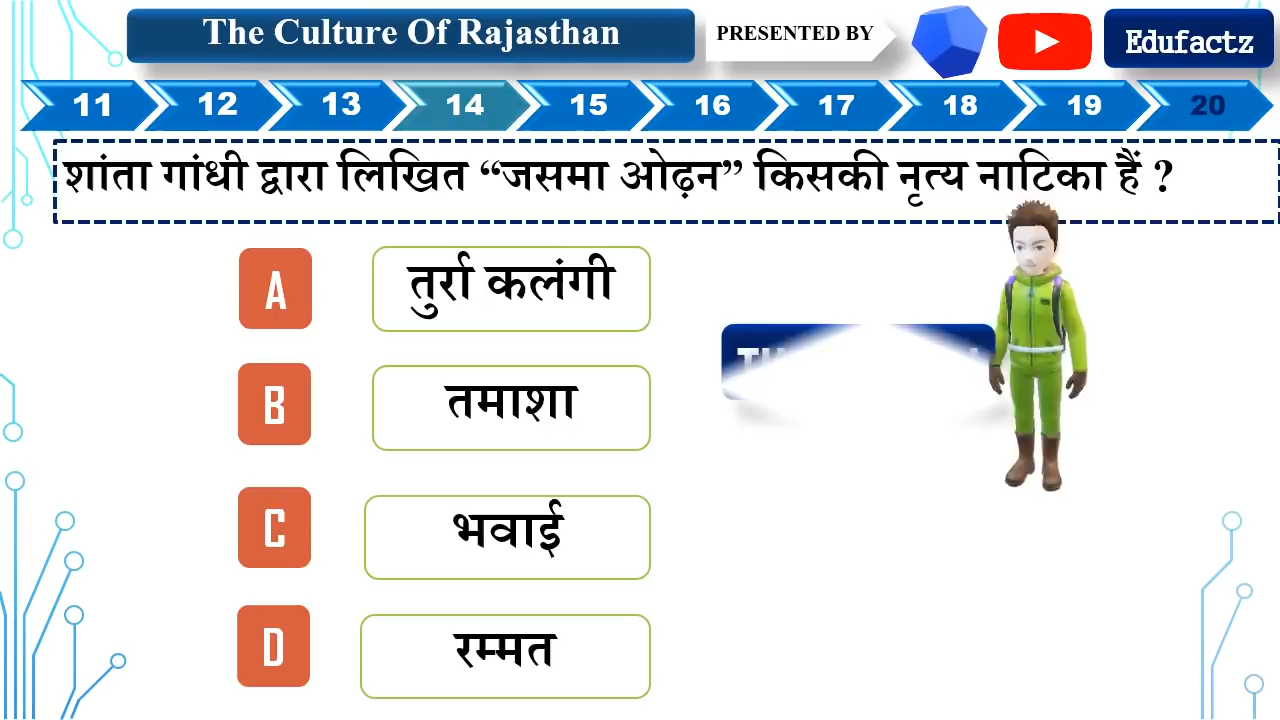 The Culture Of Rajasthan
PRESENTED BY
Edufactz
11 12 13 14 15 16 17 18 19 20
शांता गांधी द्वारा लिखित “जसमा ओढ़न” किसकी नृत्य नाटिका हैं ?
A तुर्रा कलंगी
B तमाशा
C भवाई
D रम्मत